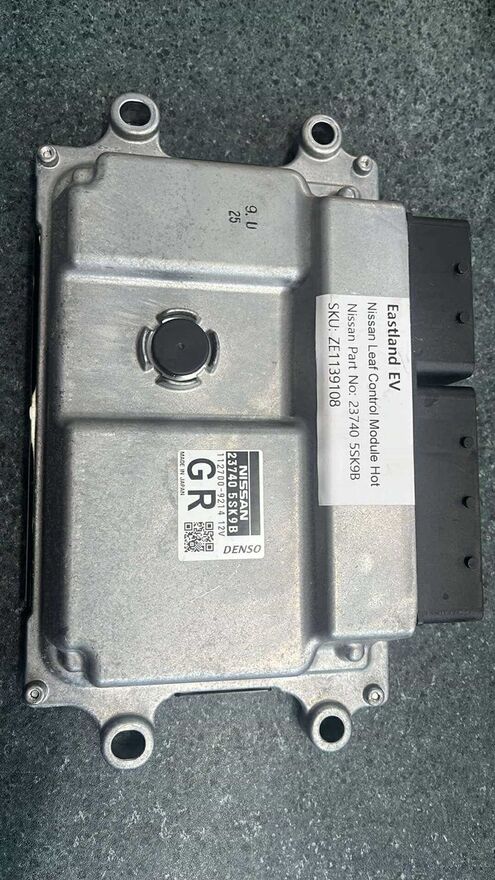 9. U
25
Eastland EV
Nissan Leaf Control Module Hot
Nissan Part No: 23740 5SK9B
SKU: ZE1139108
NISSAN
23740 5SK9B
112700-9214 12V
GR
MADE IN JAPAN
DENSO